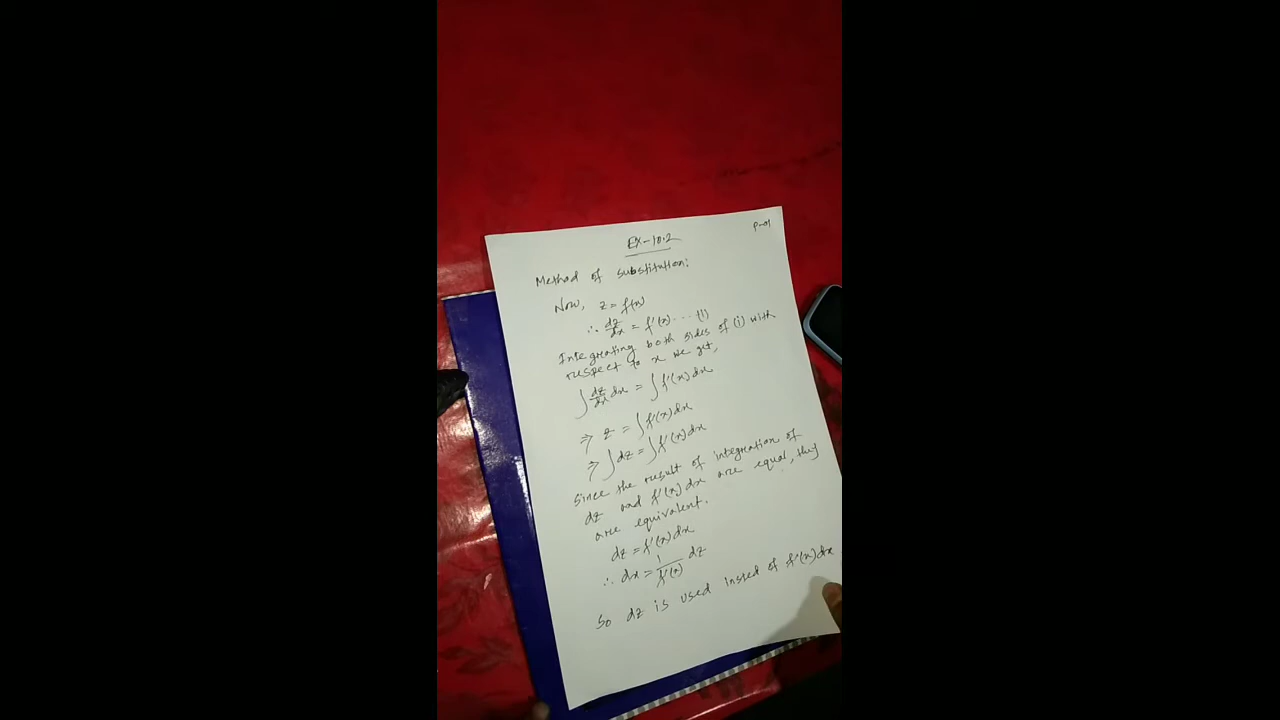 EX-10.2
P-01
Method of substitution:
Now, z = f(x)
∴ dz/dx = f'(x) ... (i)
Integrating both sides of (i) with
respect to x we get,
∫ dz/dx dx = ∫ f'(x) dx
⇒ z = ∫ f'(x) dx
⇒ ∫ dz = ∫ f'(x) dx
Since the result of integration of
dz and f'(x) dx are equal, they
are equivalent.
dz = f'(x) dx
∴ dx = 1/f'(x) dz
So dz is used insted of f'(x) dx